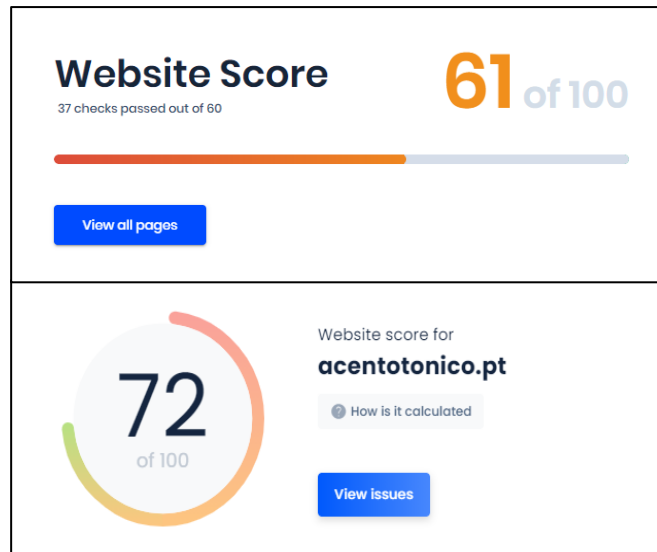 Website Score
61 of 100
37 checks passed out of 60
View all pages
72
of 100
Website score for
acentotonico.pt
? How is it calculated
View issues